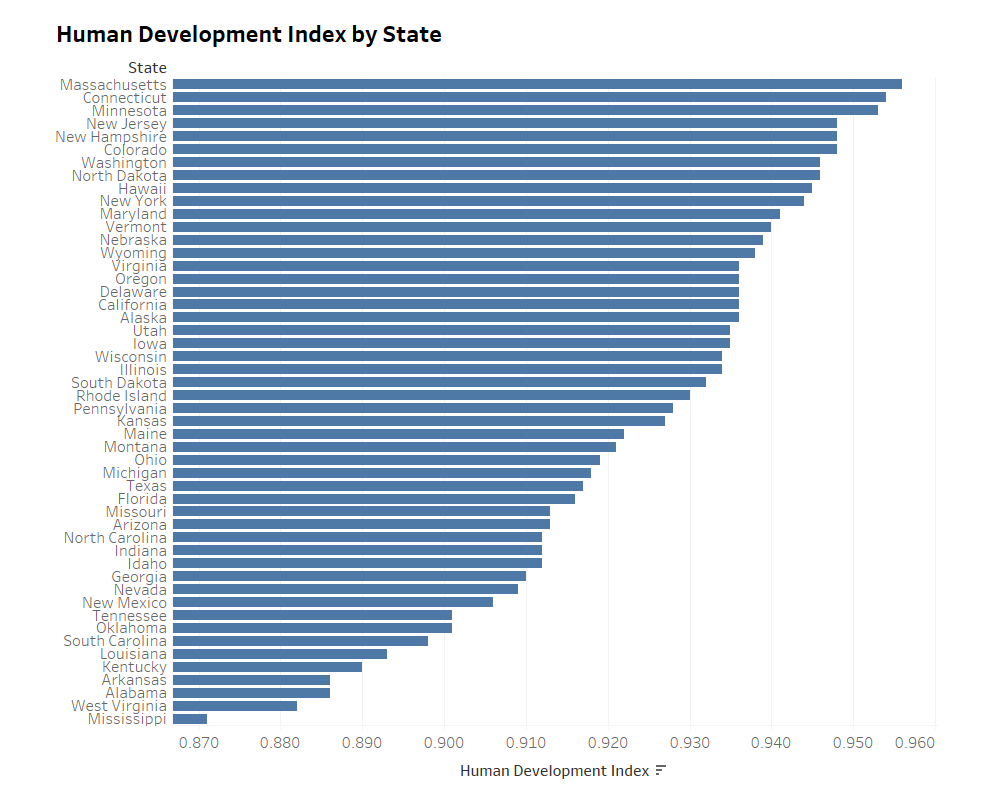 Human Development Index by State
State
Massachusetts
Connecticut
Minnesota
New Jersey
New Hampshire
Colorado
Washington
North Dakota
Hawaii
New York
Maryland
Vermont
Nebraska
Wyoming
Virginia
Oregon
Delaware
California
Alaska
Utah
Iowa
Wisconsin
Illinois
South Dakota
Rhode Island
Pennsylvania
Kansas
Maine
Montana
Ohio
Michigan
Texas
Florida
Missouri
Arizona
North Carolina
Indiana
Idaho
Georgia
Nevada
New Mexico
Tennessee
Oklahoma
South Carolina
Louisiana
Kentucky
Arkansas
Alabama
West Virginia
Mississippi
0.870 0.880 0.890 0.900 0.910 0.920 0.930 0.940 0.950 0.960
Human Development Index